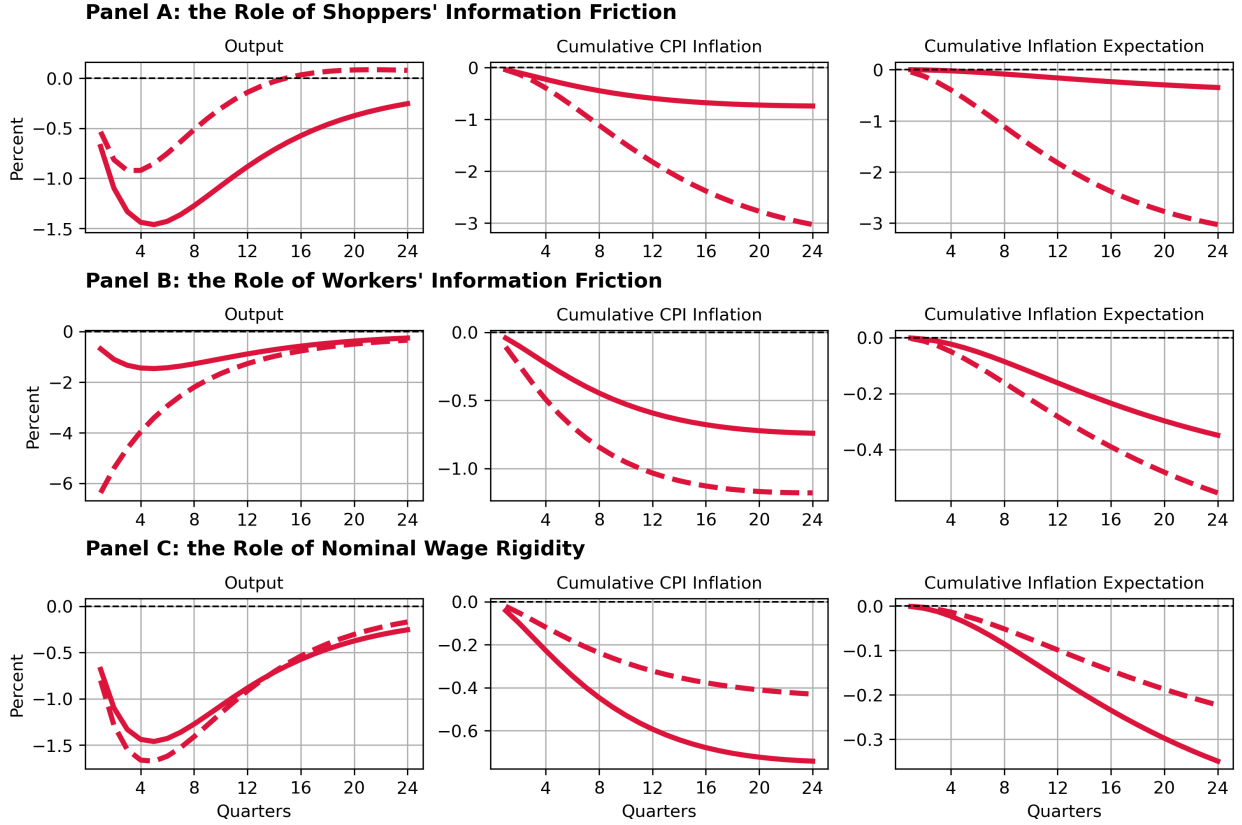 Panel A: the Role of Shoppers' Information Friction
Output
Cumulative CPI Inflation
Cumulative Inflation Expectation
Percent
0.0
−0.5
−1.0
−1.5
4 8 12 16 20 24
0
−1
−2
−3
4 8 12 16 20 24
0
−1
−2
−3
4 8 12 16 20 24
Panel B: the Role of Workers' Information Friction
Output
Cumulative CPI Inflation
Cumulative Inflation Expectation
Percent
0
−2
−4
−6
4 8 12 16 20 24
0.0
−0.5
−1.0
4 8 12 16 20 24
0.0
−0.2
−0.4
4 8 12 16 20 24
Panel C: the Role of Nominal Wage Rigidity
Output
Cumulative CPI Inflation
Cumulative Inflation Expectation
Percent
0.0
−0.5
−1.0
−1.5
4 8 12 16 20 24
Quarters
0.0
−0.2
−0.4
−0.6
4 8 12 16 20 24
Quarters
0.0
−0.1
−0.2
−0.3
4 8 12 16 20 24
Quarters